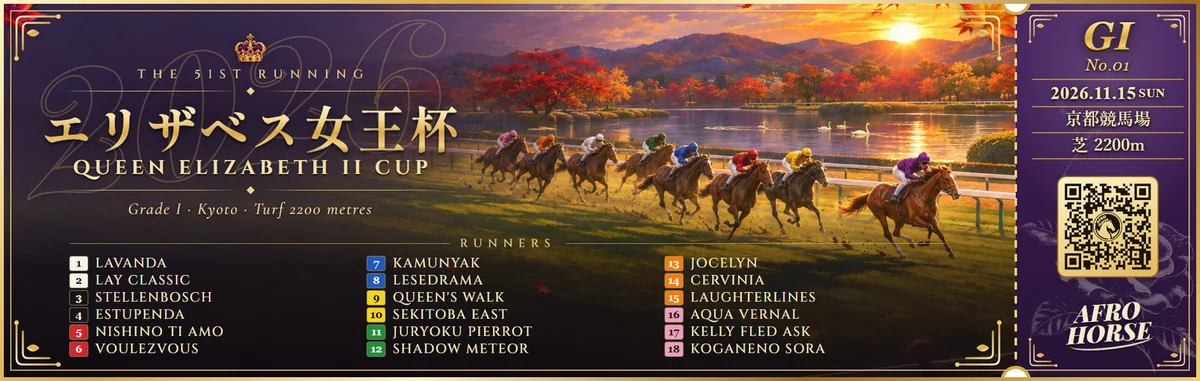 2026
THE 51ST RUNNING
エリザベス女王杯
QUEEN ELIZABETH II CUP
Grade I · Kyoto · Turf 2200 metres
RUNNERS
1 LAVANDA
2 LAY CLASSIC
3 STELLENBOSCH
4 ESTUPENDA
5 NISHINO TI AMO
6 VOULEZVOUS
7 KAMUNYAK
8 LESEDRAMA
9 QUEEN'S WALK
10 SEKITOBA EAST
11 JURYOKU PIERROT
12 SHADOW METEOR
13 JOCELYN
14 CERVINIA
15 LAUGHTERLINES
16 AQUA VERNAL
17 KELLY FLED ASK
18 KOGANENO SORA
GI
No.01
2026.11.15 SUN
京都競馬場
芝 2200m
AFRO
HORSE